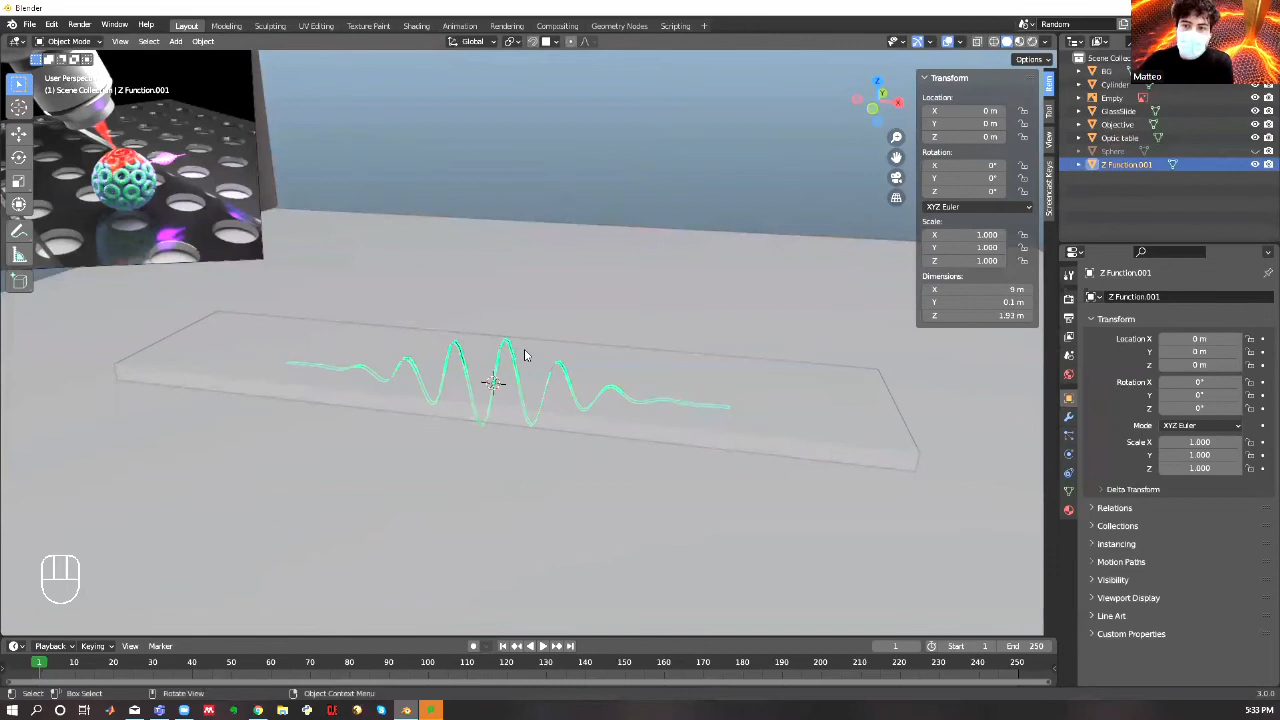 Blender
File Edit Render Window Help Layout Modeling Sculpting UV Editing Texture Paint Shading Animation Rendering Compositing Geometry Nodes Scripting + Random
Object Mode View Select Add Object Global
Options
User Perspe
(1) Scene Collection | Z Function.001
Matteo
Scene Collec
BG
Cylinder
Empty
GlassSlide
Objective
Optic table
Sphere
Z Function.001
Z
Y
X
Transform
Location:
X 0 m
Y 0 m
Z 0 m
Rotation:
X 0°
Y 0°
Z 0°
XYZ Euler
Scale:
X 1.000
Y 1.000
Z 1.000
Dimensions:
X 9 m
Y 0.1 m
Z 1.93 m
Item
Tool
View
Screencast Keys
Z Function.001
Z Function.001
Transform
Location X 0 m
Y 0 m
Z 0 m
Rotation X 0°
Y 0°
Z 0°
Mode XYZ Euler
Scale X 1.000
Y 1.000
Z 1.000
Delta Transform
Relations
Collections
Instancing
Motion Paths
Visibility
Viewport Display
Line Art
Custom Properties
Playback Keying View Marker 1 Start 1 End 250
1 10 20 30 40 50 60 70 80 90 100 110 120 130 140 150 160 170 180 190 200 210 220 230 240 250
Select Box Select Rotate View Object Context Menu 3.0.0
5:33 PM